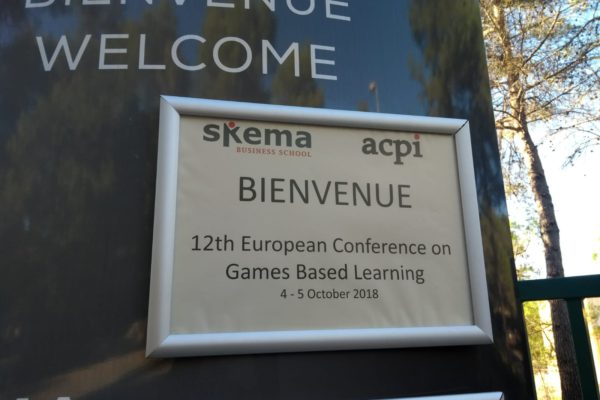 BIENVENUE
WELCOME
skema
BUSINESS SCHOOL
acpi
BIENVENUE
12th European Conference on
Games Based Learning
4 - 5 October 2018